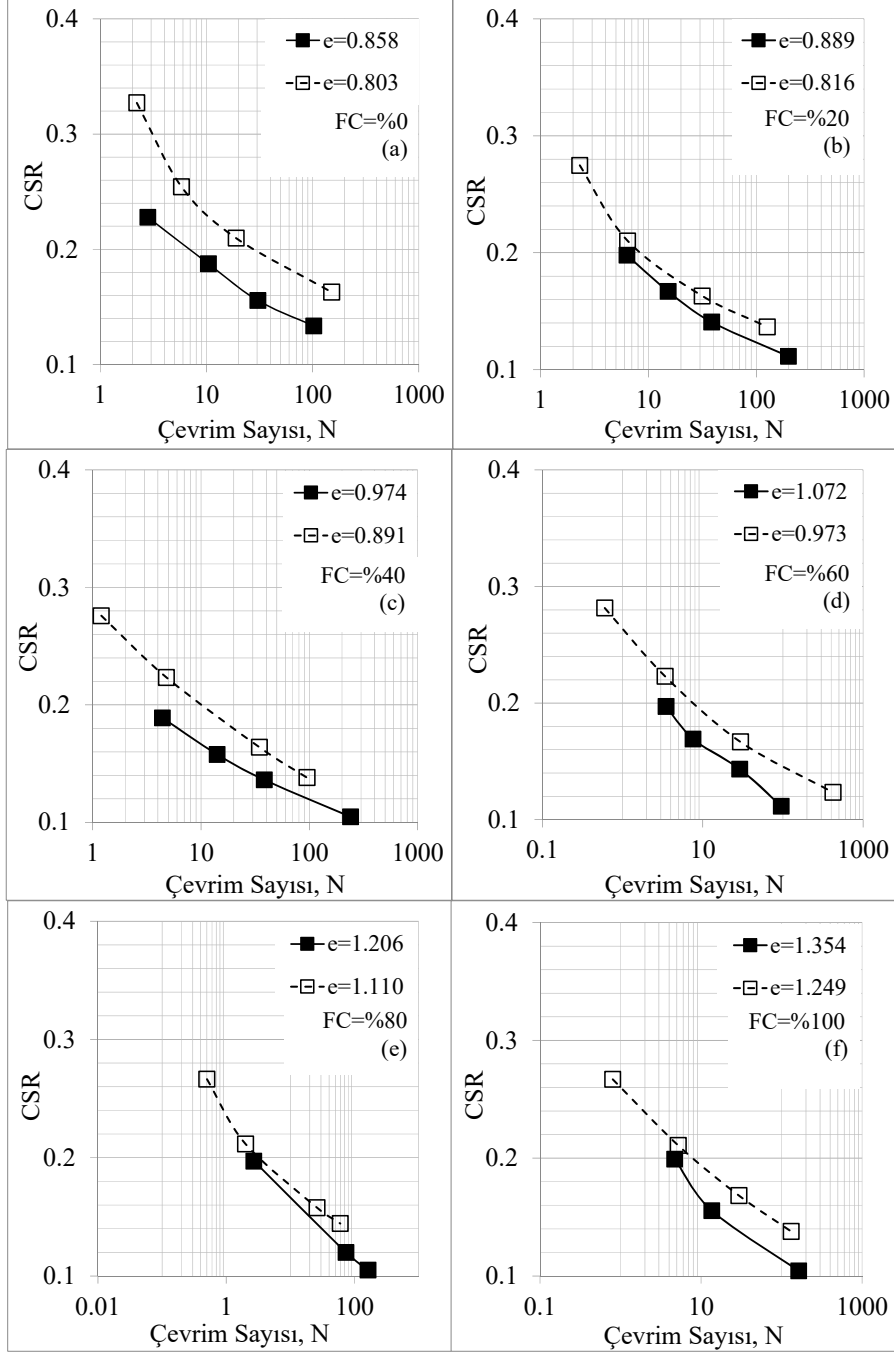 0.4
0.3
0.2
0.1
CSR
1 10 100 1000
Çevrim Sayısı, N
e=0.858
e=0.803
FC=%0
(a)
0.4
0.3
0.2
0.1
CSR
1 10 100 1000
Çevrim Sayısı, N
e=0.889
e=0.816
FC=%20
(b)
0.4
0.3
0.2
0.1
CSR
1 10 100 1000
Çevrim Sayısı, N
e=0.974
e=0.891
FC=%40
(c)
0.4
0.3
0.2
0.1
CSR
0.1 10 1000
Çevrim Sayısı, N
e=1.072
e=0.973
FC=%60
(d)
0.4
0.3
0.2
0.1
CSR
0.01 1 100
Çevrim Sayısı, N
e=1.206
e=1.110
FC=%80
(e)
0.4
0.3
0.2
0.1
CSR
0.1 10 1000
Çevrim Sayısı, N
e=1.354
e=1.249
FC=%100
(f)